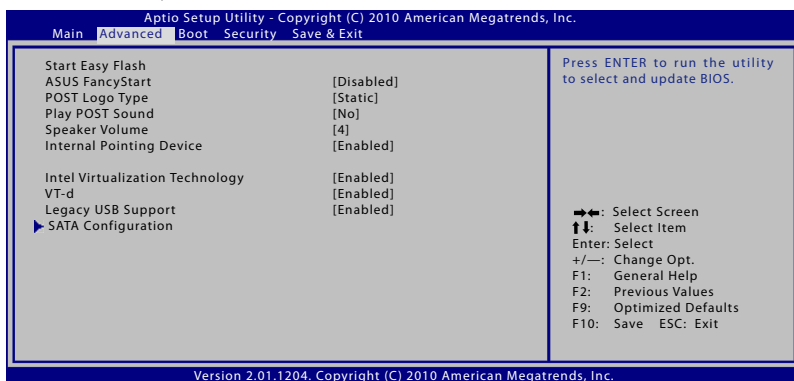 Aptio Setup Utility - Copyright (C) 2010 American Megatrends, Inc.
Main Advanced Boot Security Save & Exit
Start Easy Flash
ASUS FancyStart [Disabled]
POST Logo Type [Static]
Play POST Sound [No]
Speaker Volume [4]
Internal Pointing Device [Enabled]
Intel Virtualization Technology [Enabled]
VT-d [Enabled]
Legacy USB Support [Enabled]
SATA Configuration
Press ENTER to run the utility
to select and update BIOS.
→←: Select Screen
↑↓: Select Item
Enter: Select
+/—: Change Opt.
F1: General Help
F2: Previous Values
F9: Optimized Defaults
F10: Save ESC: Exit
Version 2.01.1204. Copyright (C) 2010 American Megatrends, Inc.